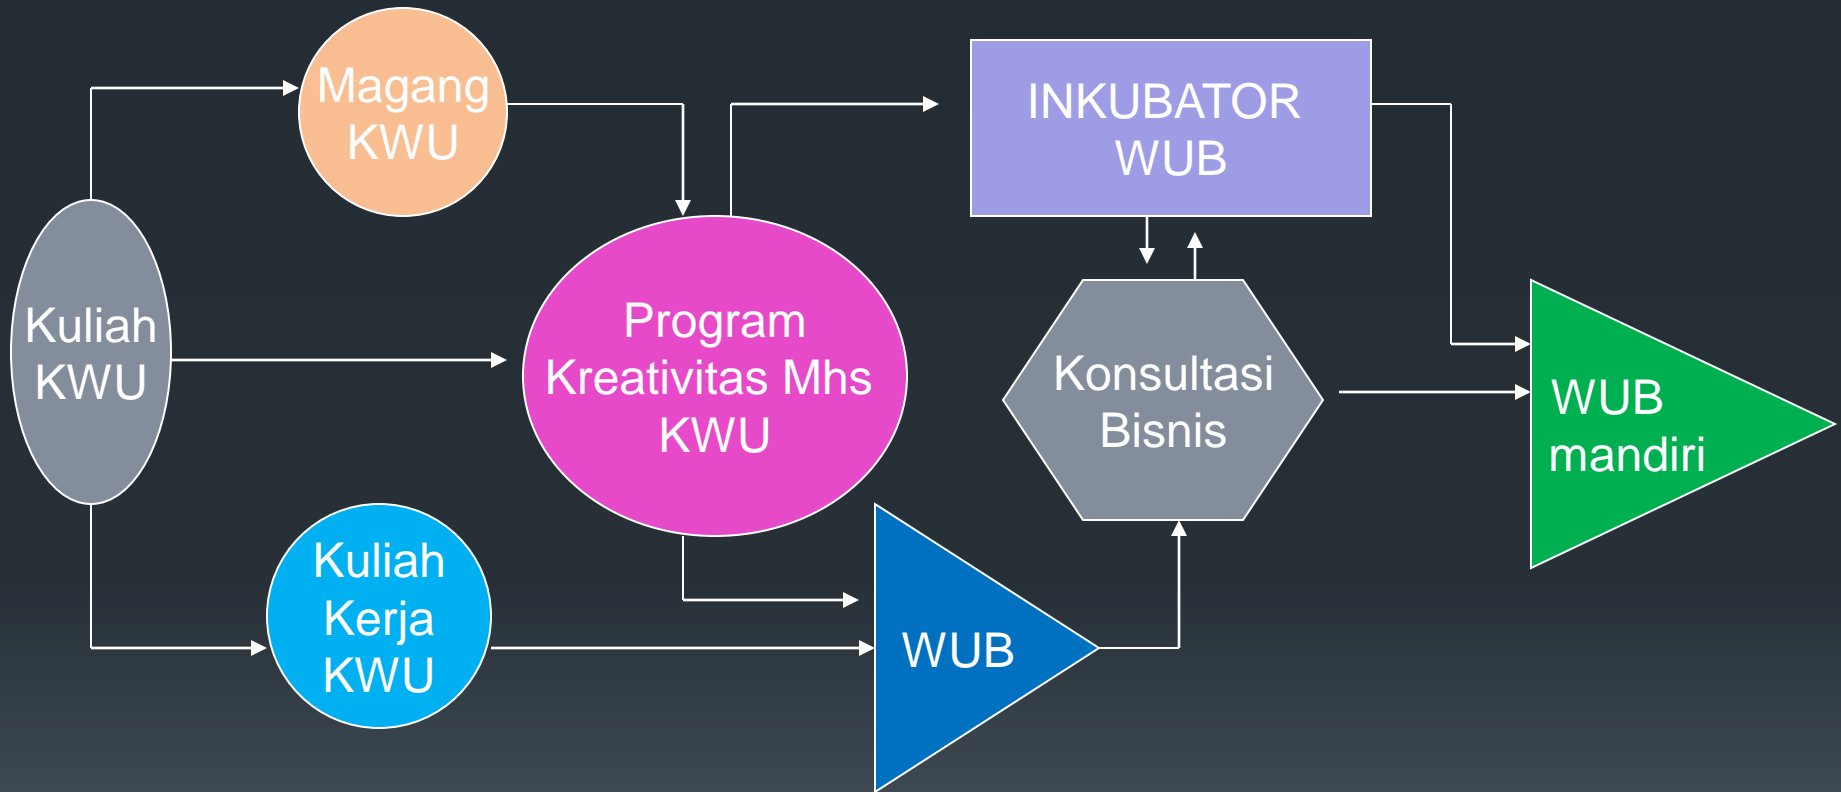 Magang
KWU
INKUBATOR
WUB
Kuliah
KWU
Program
Kreativitas Mhs
KWU
Konsultasi
Bisnis
WUB
mandiri
Kuliah
Kerja
KWU
WUB